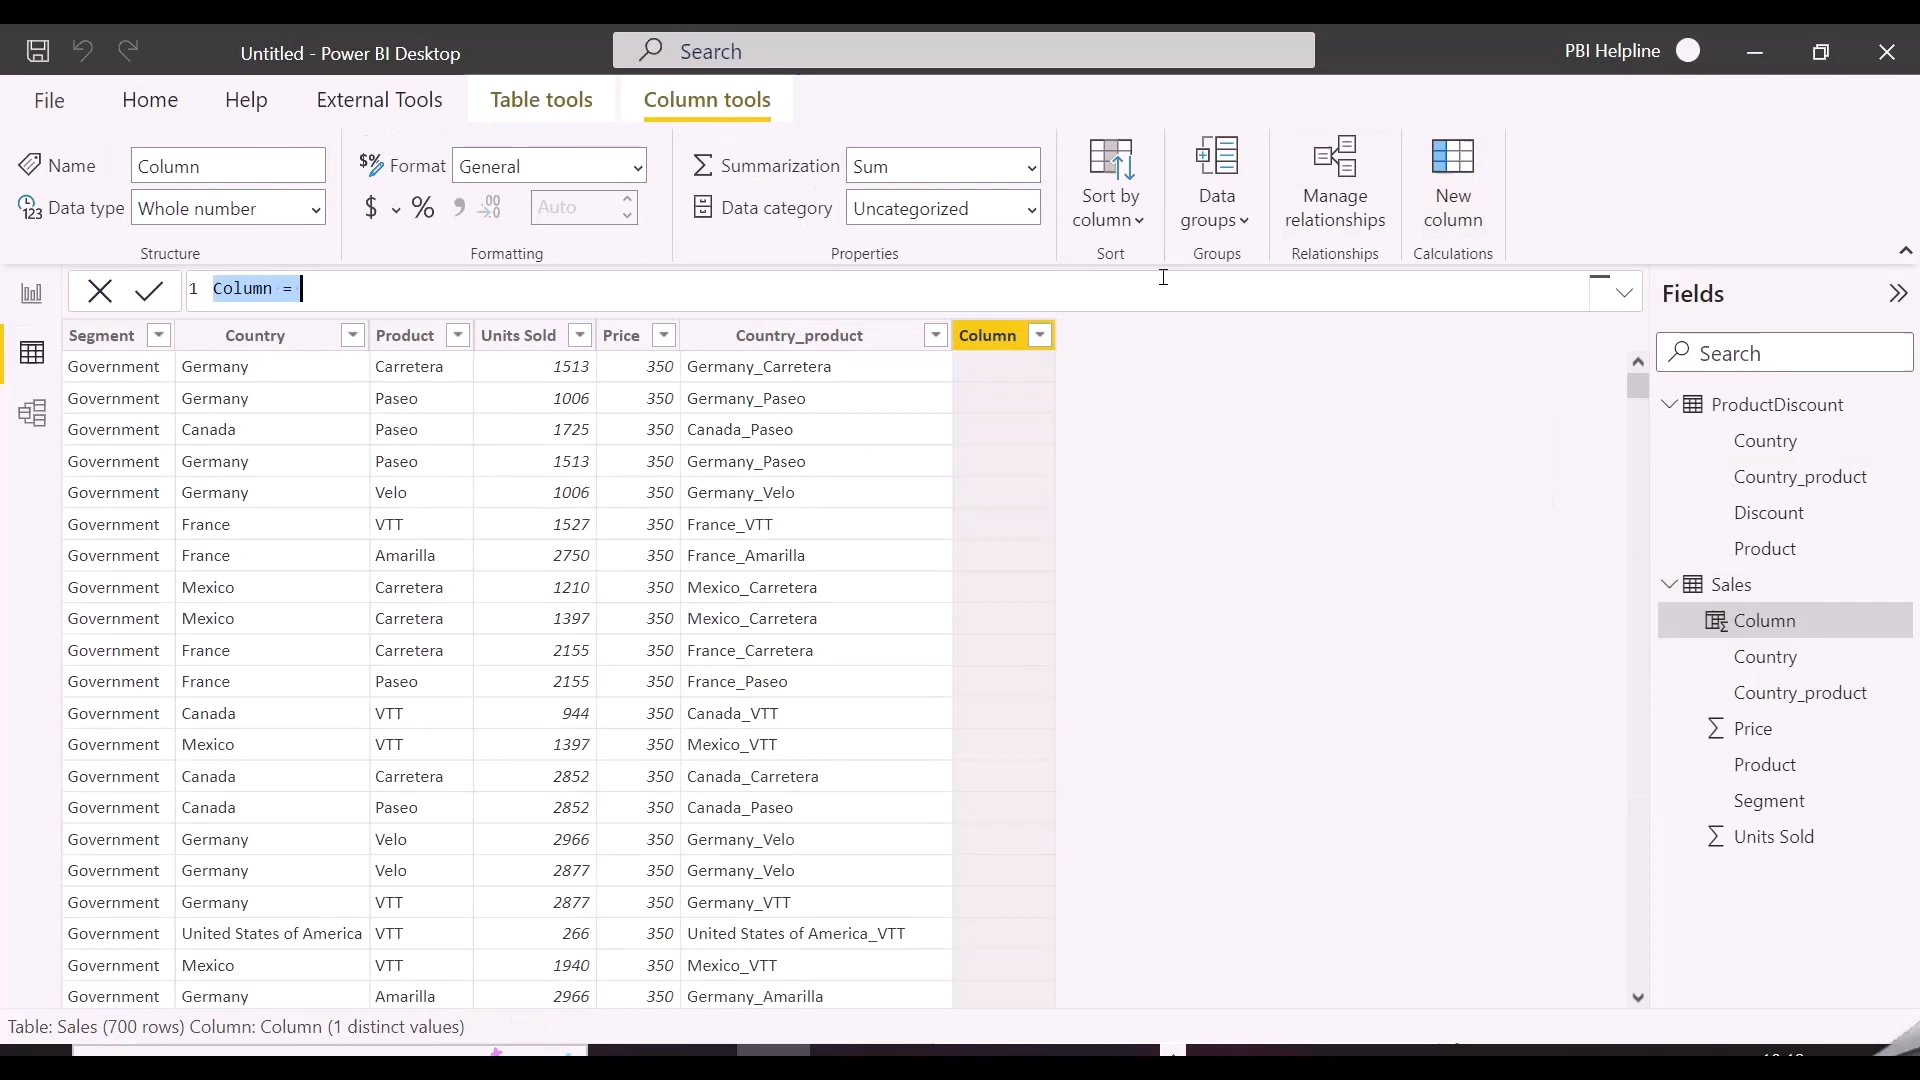 Untitled - Power BI Desktop
Search
PBI Helpline
File Home Help External Tools Table tools Column tools
Name Column
Data type Whole number
Structure
Format General
$ % Auto
Formatting
Summarization Sum
Data category Uncategorized
Properties
Sort by column
Sort
Data groups
Groups
Manage relationships
Relationships
New column
Calculations
1 Column =
Segment Country Product Units Sold Price Country_product Column
Government Germany Carretera 1513 350 Germany_Carretera
Government Germany Paseo 1006 350 Germany_Paseo
Government Canada Paseo 1725 350 Canada_Paseo
Government Germany Paseo 1513 350 Germany_Paseo
Government Germany Velo 1006 350 Germany_Velo
Government France VTT 1527 350 France_VTT
Government France Amarilla 2750 350 France_Amarilla
Government Mexico Carretera 1210 350 Mexico_Carretera
Government Mexico Carretera 1397 350 Mexico_Carretera
Government France Carretera 2155 350 France_Carretera
Government France Paseo 2155 350 France_Paseo
Government Canada VTT 944 350 Canada_VTT
Government Mexico VTT 1397 350 Mexico_VTT
Government Canada Carretera 2852 350 Canada_Carretera
Government Canada Paseo 2852 350 Canada_Paseo
Government Germany Velo 2966 350 Germany_Velo
Government Germany Velo 2877 350 Germany_Velo
Government Germany VTT 2877 350 Germany_VTT
Government United States of America VTT 266 350 United States of America_VTT
Government Mexico VTT 1940 350 Mexico_VTT
Government Germany Amarilla 2966 350 Germany_Amarilla
Fields
Search
ProductDiscount
Country
Country_product
Discount
Product
Sales
Column
Country
Country_product
Price
Product
Segment
Units Sold
Table: Sales (700 rows) Column: Column (1 distinct values)